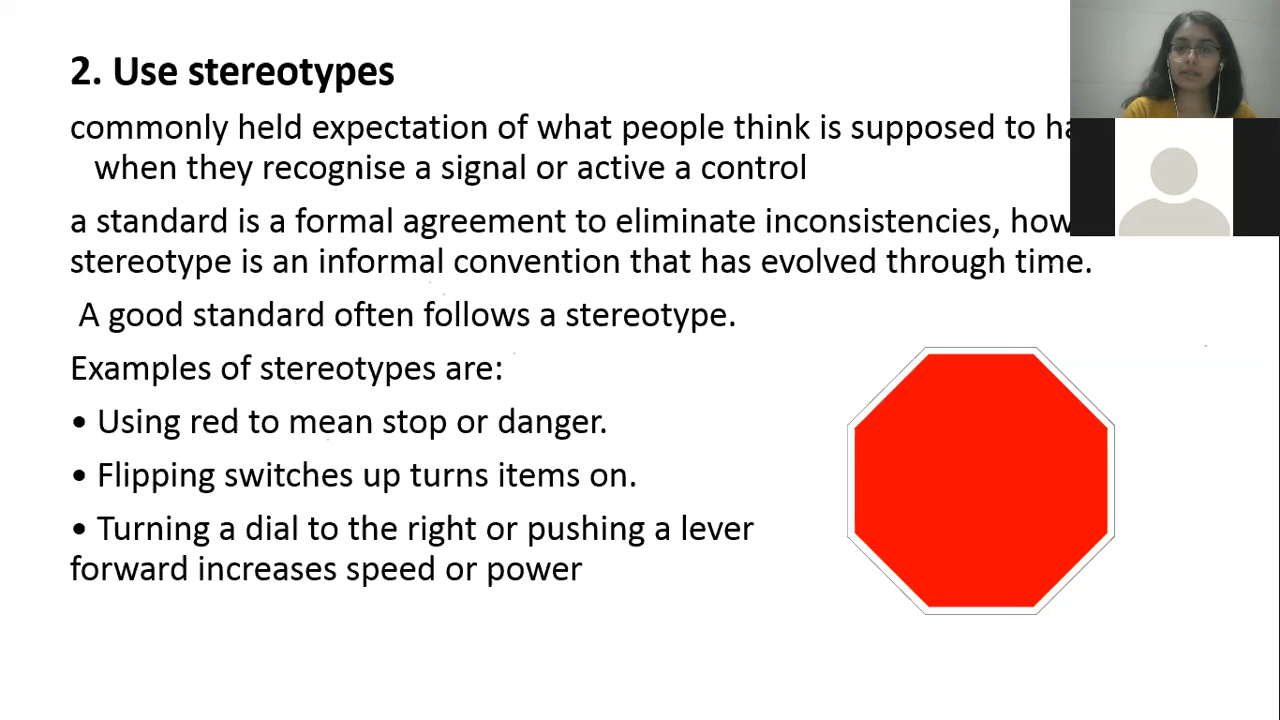 2. Use stereotypes
commonly held expectation of what people think is supposed to
when they recognise a signal or active a control
a standard is a formal agreement to eliminate inconsistencies,
stereotype is an informal convention that has evolved through time.
A good standard often follows a stereotype.
Examples of stereotypes are:
• Using red to mean stop or danger.
• Flipping switches up turns items on.
• Turning a dial to the right or pushing a lever
forward increases speed or power